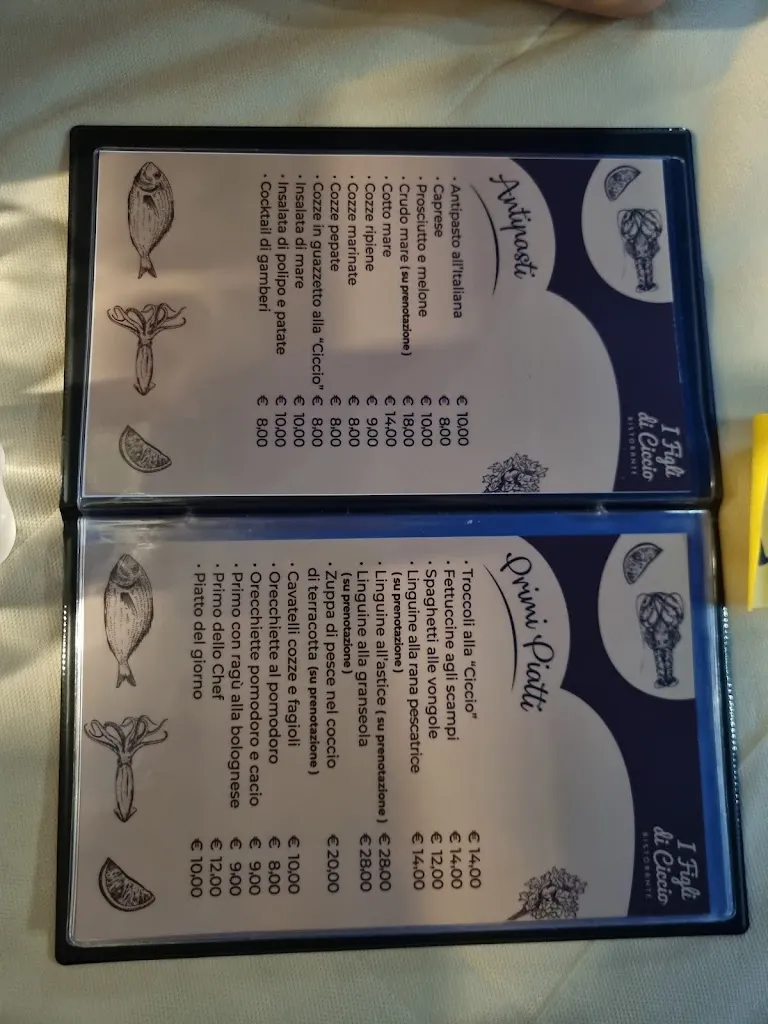 I Figli
di Ciccio
RISTORANTE
Antipasti
• Antipasto all'Italiana € 10,00
• Caprese € 8,00
• Prosciutto e melone € 10,00
• Crudo mare ( su prenotazione ) € 18,00
• Cotto mare € 14,00
• Cozze ripiene € 9,00
• Cozze marinate € 8,00
• Cozze pepate € 8,00
• Cozze in guazzetto alla "Ciccio" € 8,00
• Insalata di mare € 10,00
• Insalata di polipo e patate € 10,00
• Cocktail di gamberi € 8,00
I Figli
di Ciccio
RISTORANTE
Primi Piatti
• Troccoli alla "Ciccio" € 14,00
• Fettuccine agli scampi € 14,00
• Spaghetti alle vongole € 12,00
• Linguine alla rana pescatrice € 14,00
(su prenotazione )
• Linguine all'astice ( su prenotazione ) € 28,00
• Linguine alla granseola € 28,00
(su prenotazione )
• Zuppa di pesce nel coccio € 20,00
di terracotta (su prenotazione )
• Cavatelli cozze e fagioli € 10,00
• Orecchiette al pomodoro € 8,00
• Orecchiette pomodoro e cacio € 9,00
• Primo con ragù alla bolognese € 9,00
• Primo dello Chef € 12,00
• Piatto del giorno € 10,00